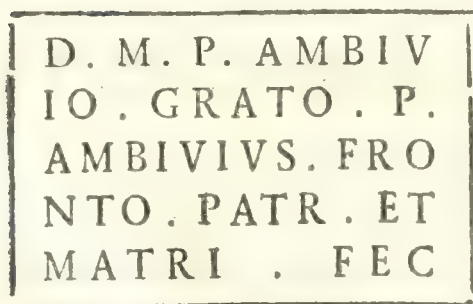 D. M. P. AMBIV
IO. GRATO. P.
AMBIVIVS. FRO
NTO. PATR. ET
MATRI . FEC